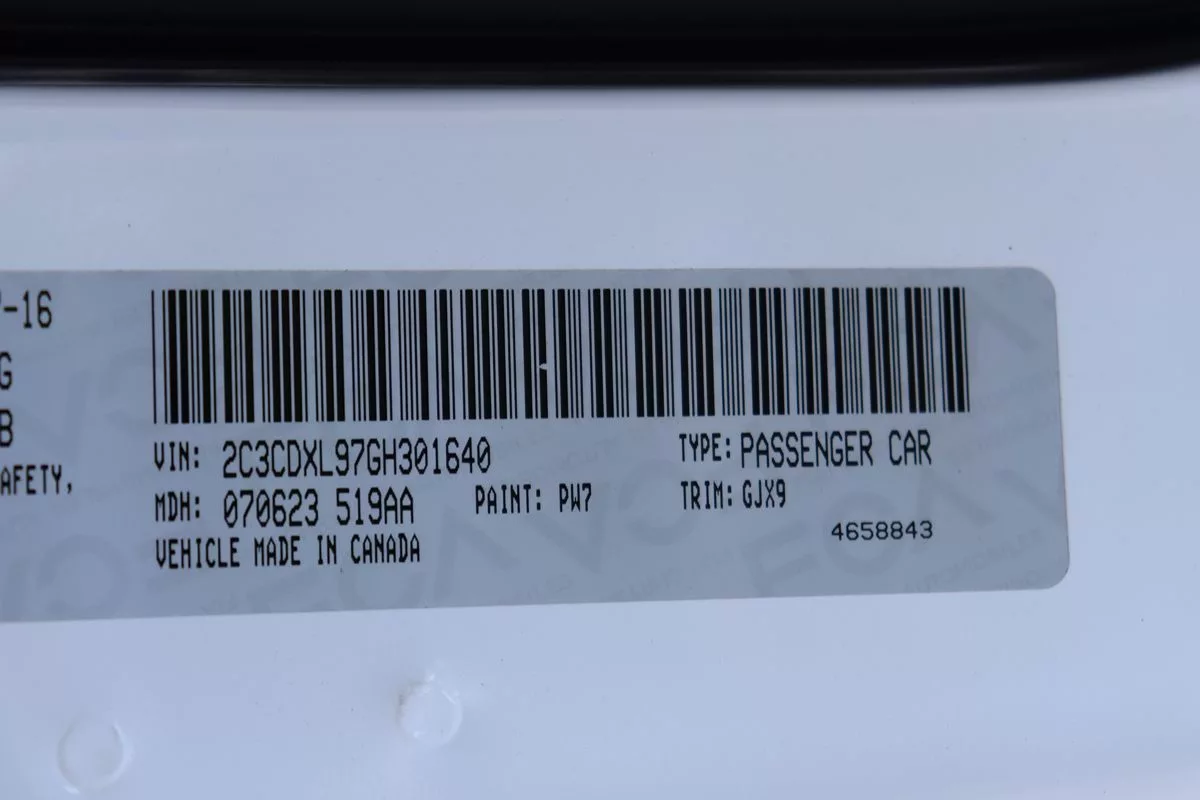 -16
G
B
AFETY,
VIN: 2C3CDXL97GH301640
TYPE: PASSENGER CAR
MDH: 070623 519AA
PAINT: PW7
TRIM: GJX9
VEHICLE MADE IN CANADA
4658843